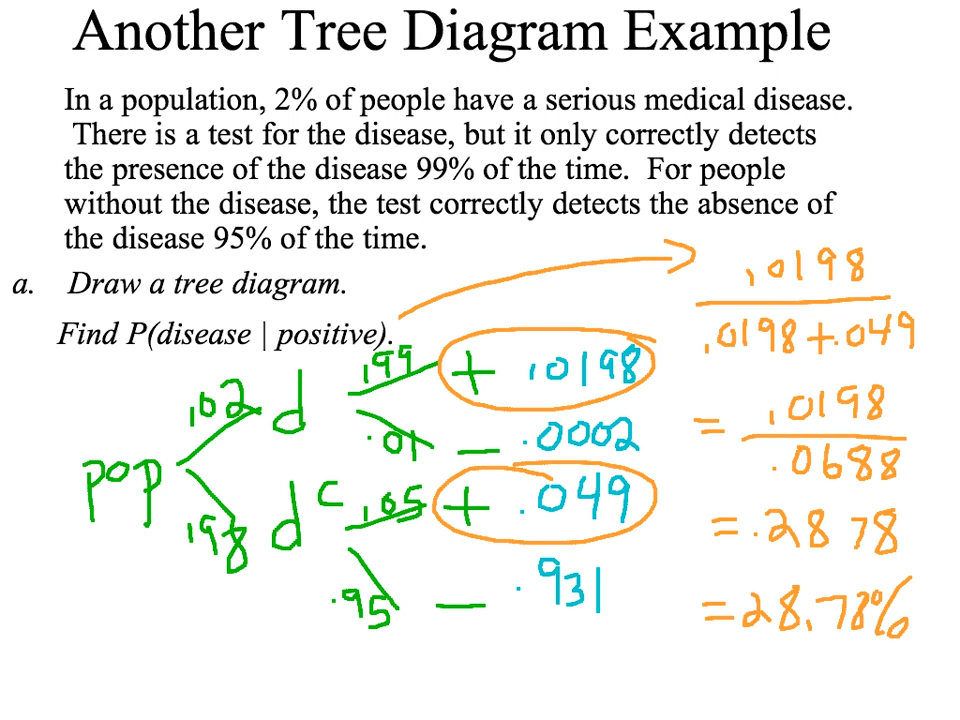 Another Tree Diagram Example
In a population, 2% of people have a serious medical disease.
There is a test for the disease, but it only correctly detects
the presence of the disease 99% of the time. For people
without the disease, the test correctly detects the absence of
the disease 95% of the time.
a. Draw a tree diagram.
Find P(disease | positive).
.0198
.0198+.049
= .0198
.0688
= .2878
= 28.78%
.02 d .99 + .0198
.01 − .0002
pop
.98 dᶜ .05 + .049
.95 − .931